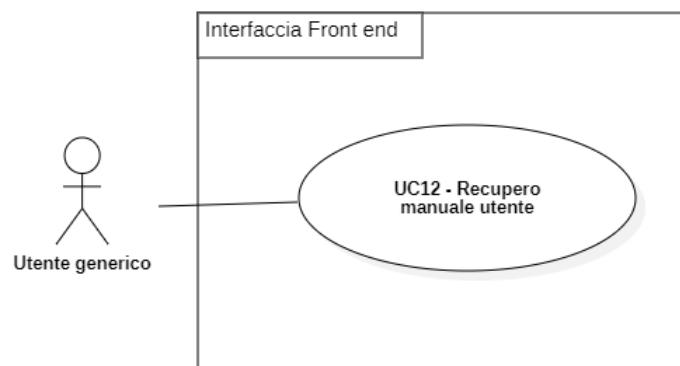 Interfaccia Front end
UC12 - Recupero
manuale utente
Utente generico